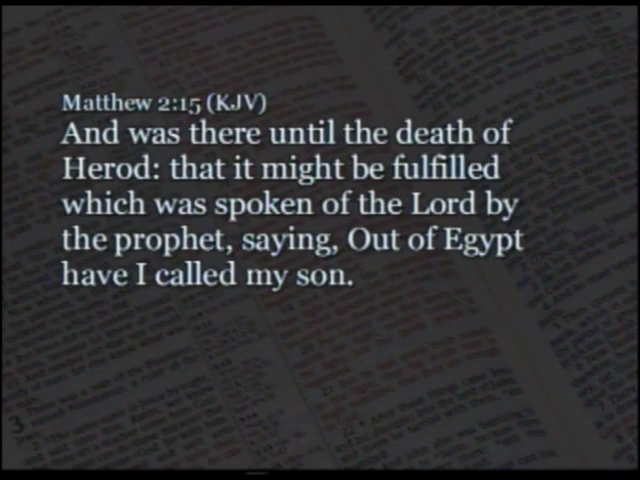 Matthew 2:15 (KJV)
And was there until the death of
Herod: that it might be fulfilled
which was spoken of the Lord by
the prophet, saying, Out of Egypt
have I called my son.
3